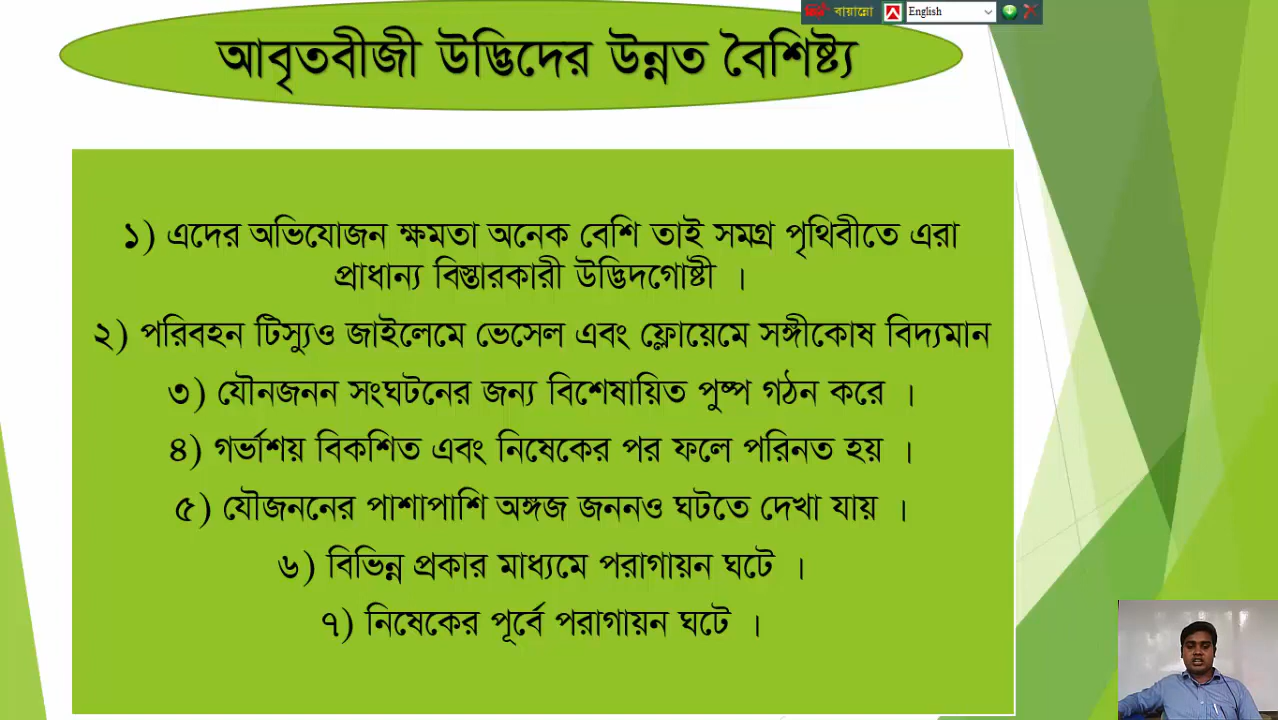 বায়ান্নো English
আবৃতবীজী উদ্ভিদের উন্নত বৈশিষ্ট্য
১) এদের অভিযোজন ক্ষমতা অনেক বেশি তাই সমগ্র পৃথিবীতে এরা
প্রাধান্য বিস্তারকারী উদ্ভিদগোষ্টী ।
২) পরিবহন টিস্যুও জাইলেমে ভেসেল এবং ফ্লোয়েমে সঙ্গীকোষ বিদ্যমান
৩) যৌনজনন সংঘটনের জন্য বিশেষায়িত পুষ্প গঠন করে ।
৪) গর্ভাশয় বিকশিত এবং নিষেকের পর ফলে পরিনত হয় ।
৫) যৌজননের পাশাপাশি অঙ্গজ জননও ঘটতে দেখা যায় ।
৬) বিভিন্ন প্রকার মাধ্যমে পরাগায়ন ঘটে ।
৭) নিষেকের পূর্বে পরাগায়ন ঘটে ।